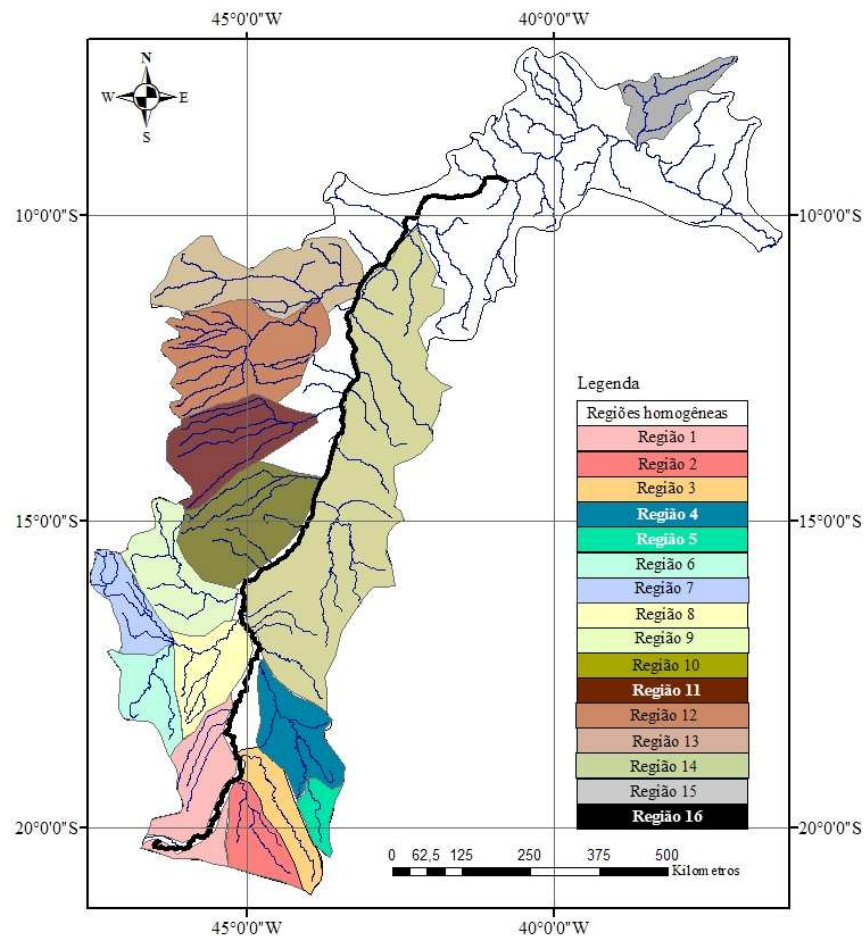 45°0'0"W 40°0'0"W
N
W E
S
10°0'0"S 10°0'0"S
Legenda
Regiões homogêneas
Região 1
Região 2
Região 3
Região 4
15°0'0"S 15°0'0"S
Região 5
Região 6
Região 7
Região 8
Região 9
Região 10
Região 11
Região 12
Região 13
Região 14
Região 15
Região 16
20°0'0"S 20°0'0"S
0 62,5 125 250 375 500
Kilometros
45°0'0"W 40°0'0"W